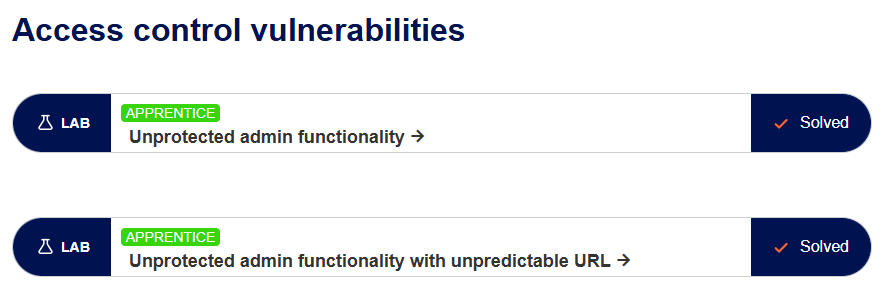 Access control vulnerabilities
LAB
APPRENTICE
Unprotected admin functionality →
Solved
LAB
APPRENTICE
Unprotected admin functionality with unpredictable URL →
Solved